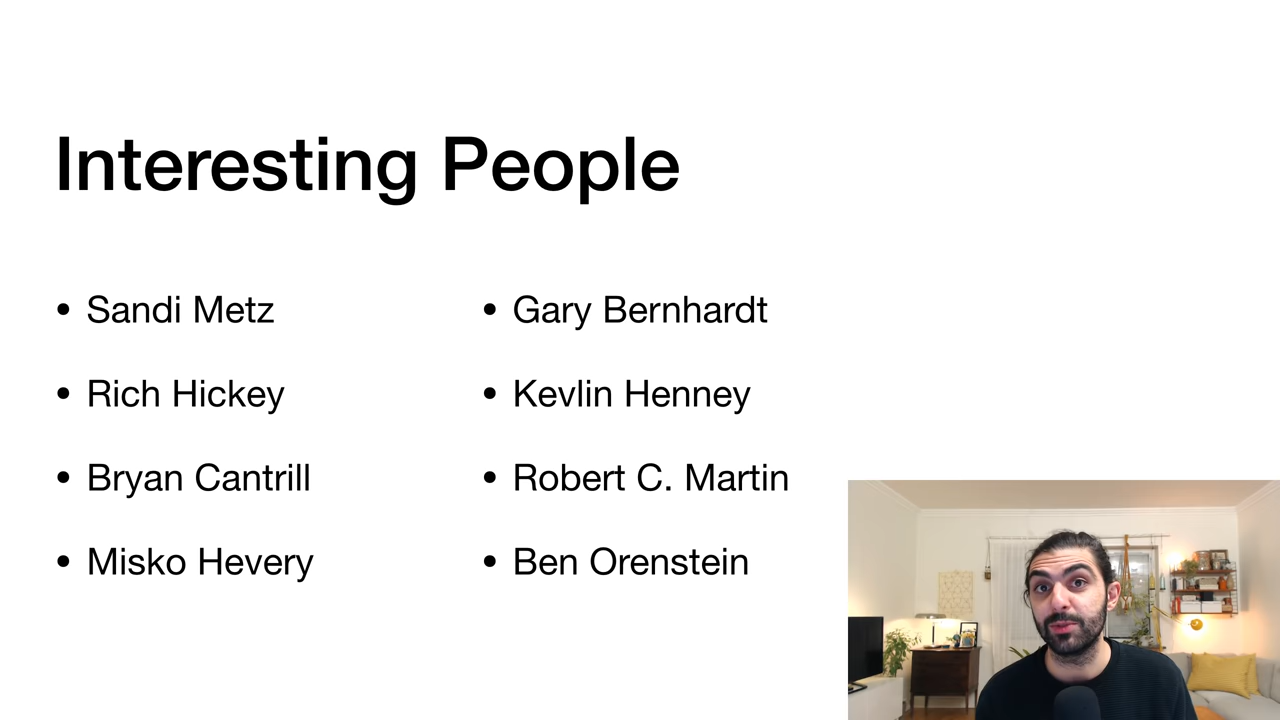 Interesting People
• Sandi Metz
• Rich Hickey
• Bryan Cantrill
• Misko Hevery
• Gary Bernhardt
• Kevlin Henney
• Robert C. Martin
• Ben Orenstein